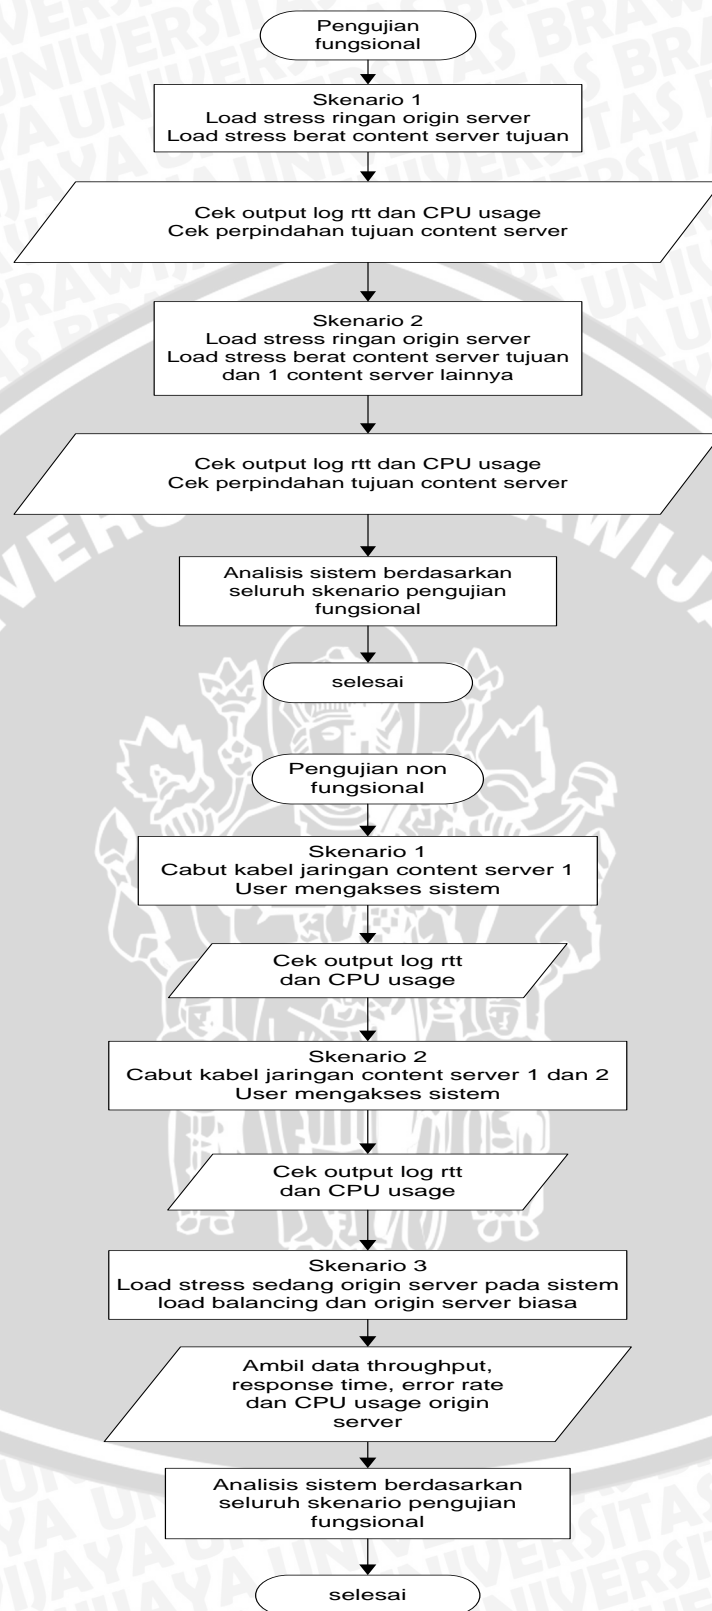 Pengujian
fungsional
Skenario 1
Load stress ringan origin server
Load stress berat content server tujuan
Cek output log rtt dan CPU usage
Cek perpindahan tujuan content server
Skenario 2
Load stress ringan origin server
Load stress berat content server tujuan
dan 1 content server lainnya
Cek output log rtt dan CPU usage
Cek perpindahan tujuan content server
Analisis sistem berdasarkan
seluruh skenario pengujian
fungsional
selesai
Pengujian non
fungsional
Skenario 1
Cabut kabel jaringan content server 1
User mengakses sistem
Cek output log rtt
dan CPU usage
Skenario 2
Cabut kabel jaringan content server 1 dan 2
User mengakses sistem
Cek output log rtt
dan CPU usage
Skenario 3
Load stress sedang origin server pada sistem
load balancing dan origin server biasa
Ambil data throughput,
response time, error rate
dan CPU usage origin
server
Analisis sistem berdasarkan
seluruh skenario pengujian
fungsional
selesai